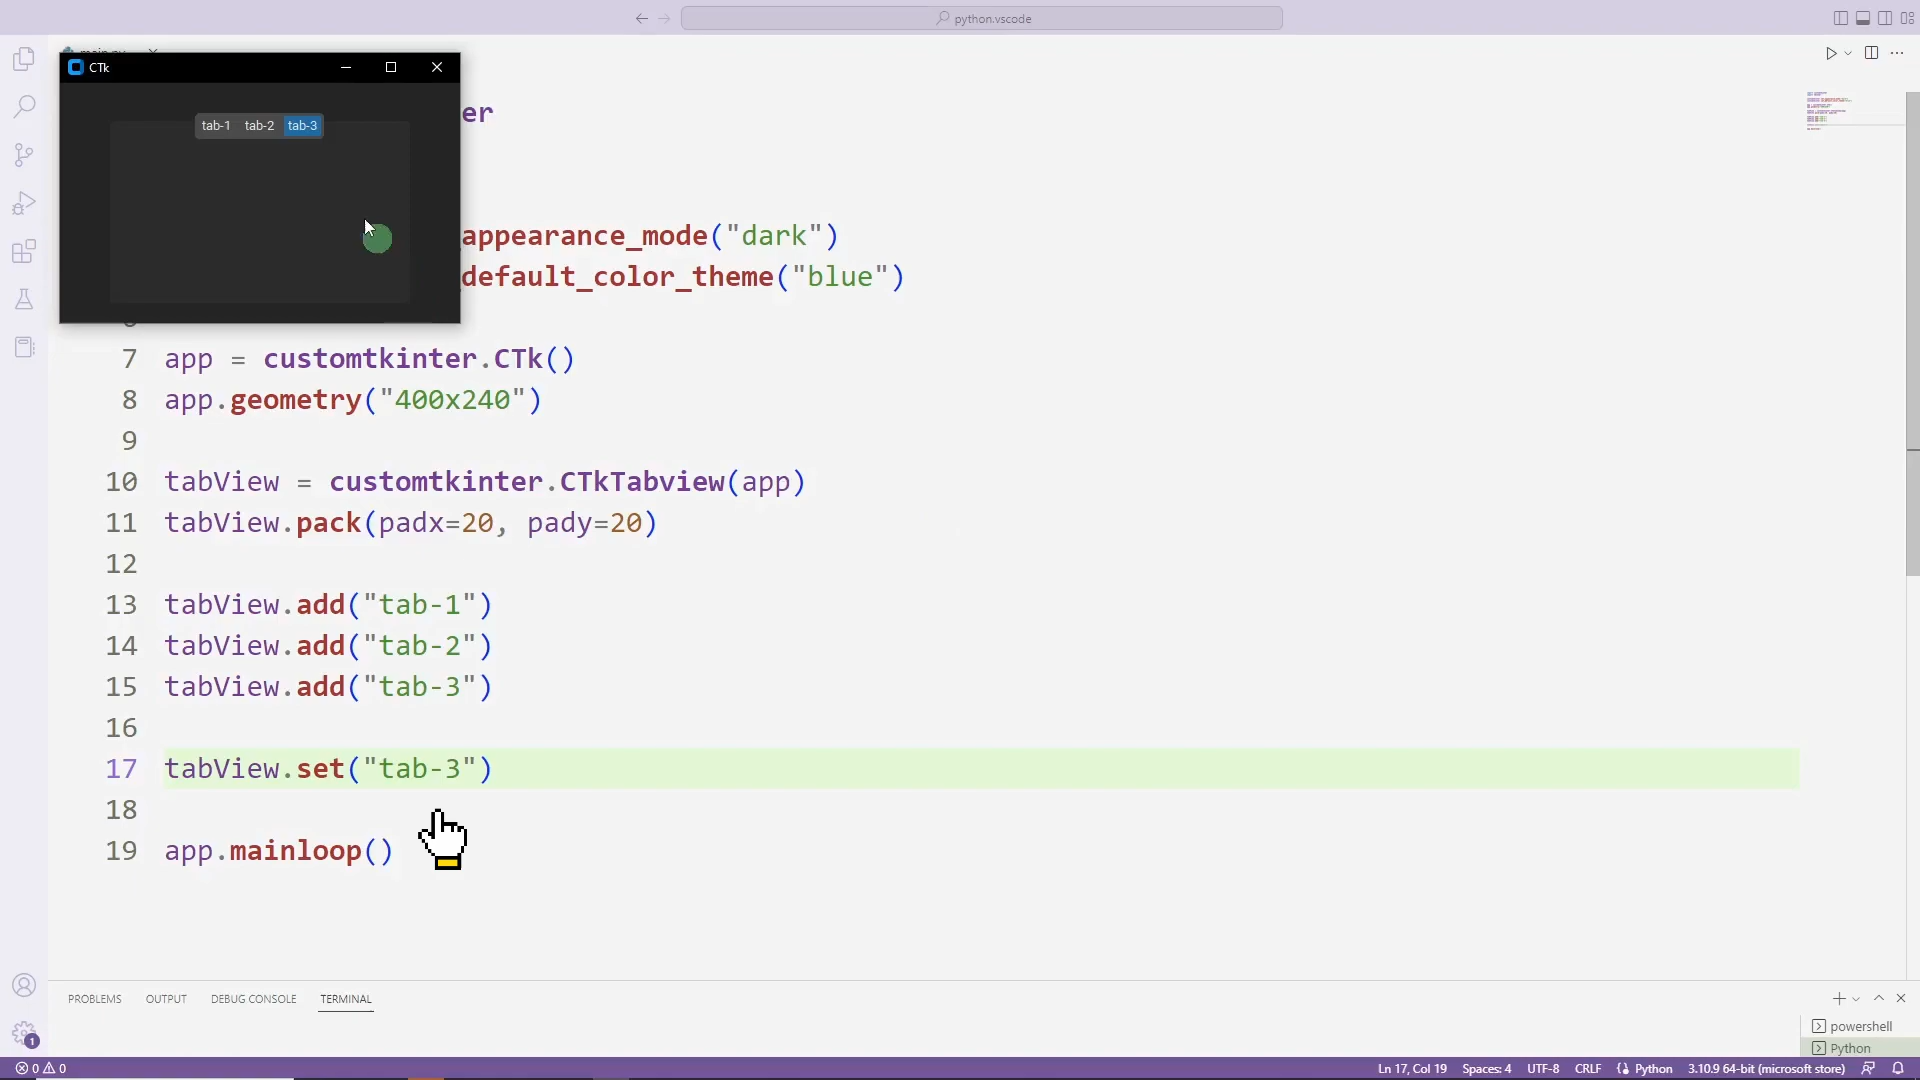 python.vscode
CTk
tab-1 tab-2 tab-3
er
_appearance_mode("dark")
_default_color_theme("blue")
7 app = customtkinter.CTk()
8 app.geometry("400x240")
9
10 tabView = customtkinter.CTkTabview(app)
11 tabView.pack(padx=20, pady=20)
12
13 tabView.add("tab-1")
14 tabView.add("tab-2")
15 tabView.add("tab-3")
16
17 tabView.set("tab-3")
18
19 app.mainloop()
PROBLEMS OUTPUT DEBUG CONSOLE TERMINAL
powershell
Python
1
0 0 Ln 17, Col 19 Spaces: 4 UTF-8 CRLF Python 3.10.9 64-bit (microsoft store)